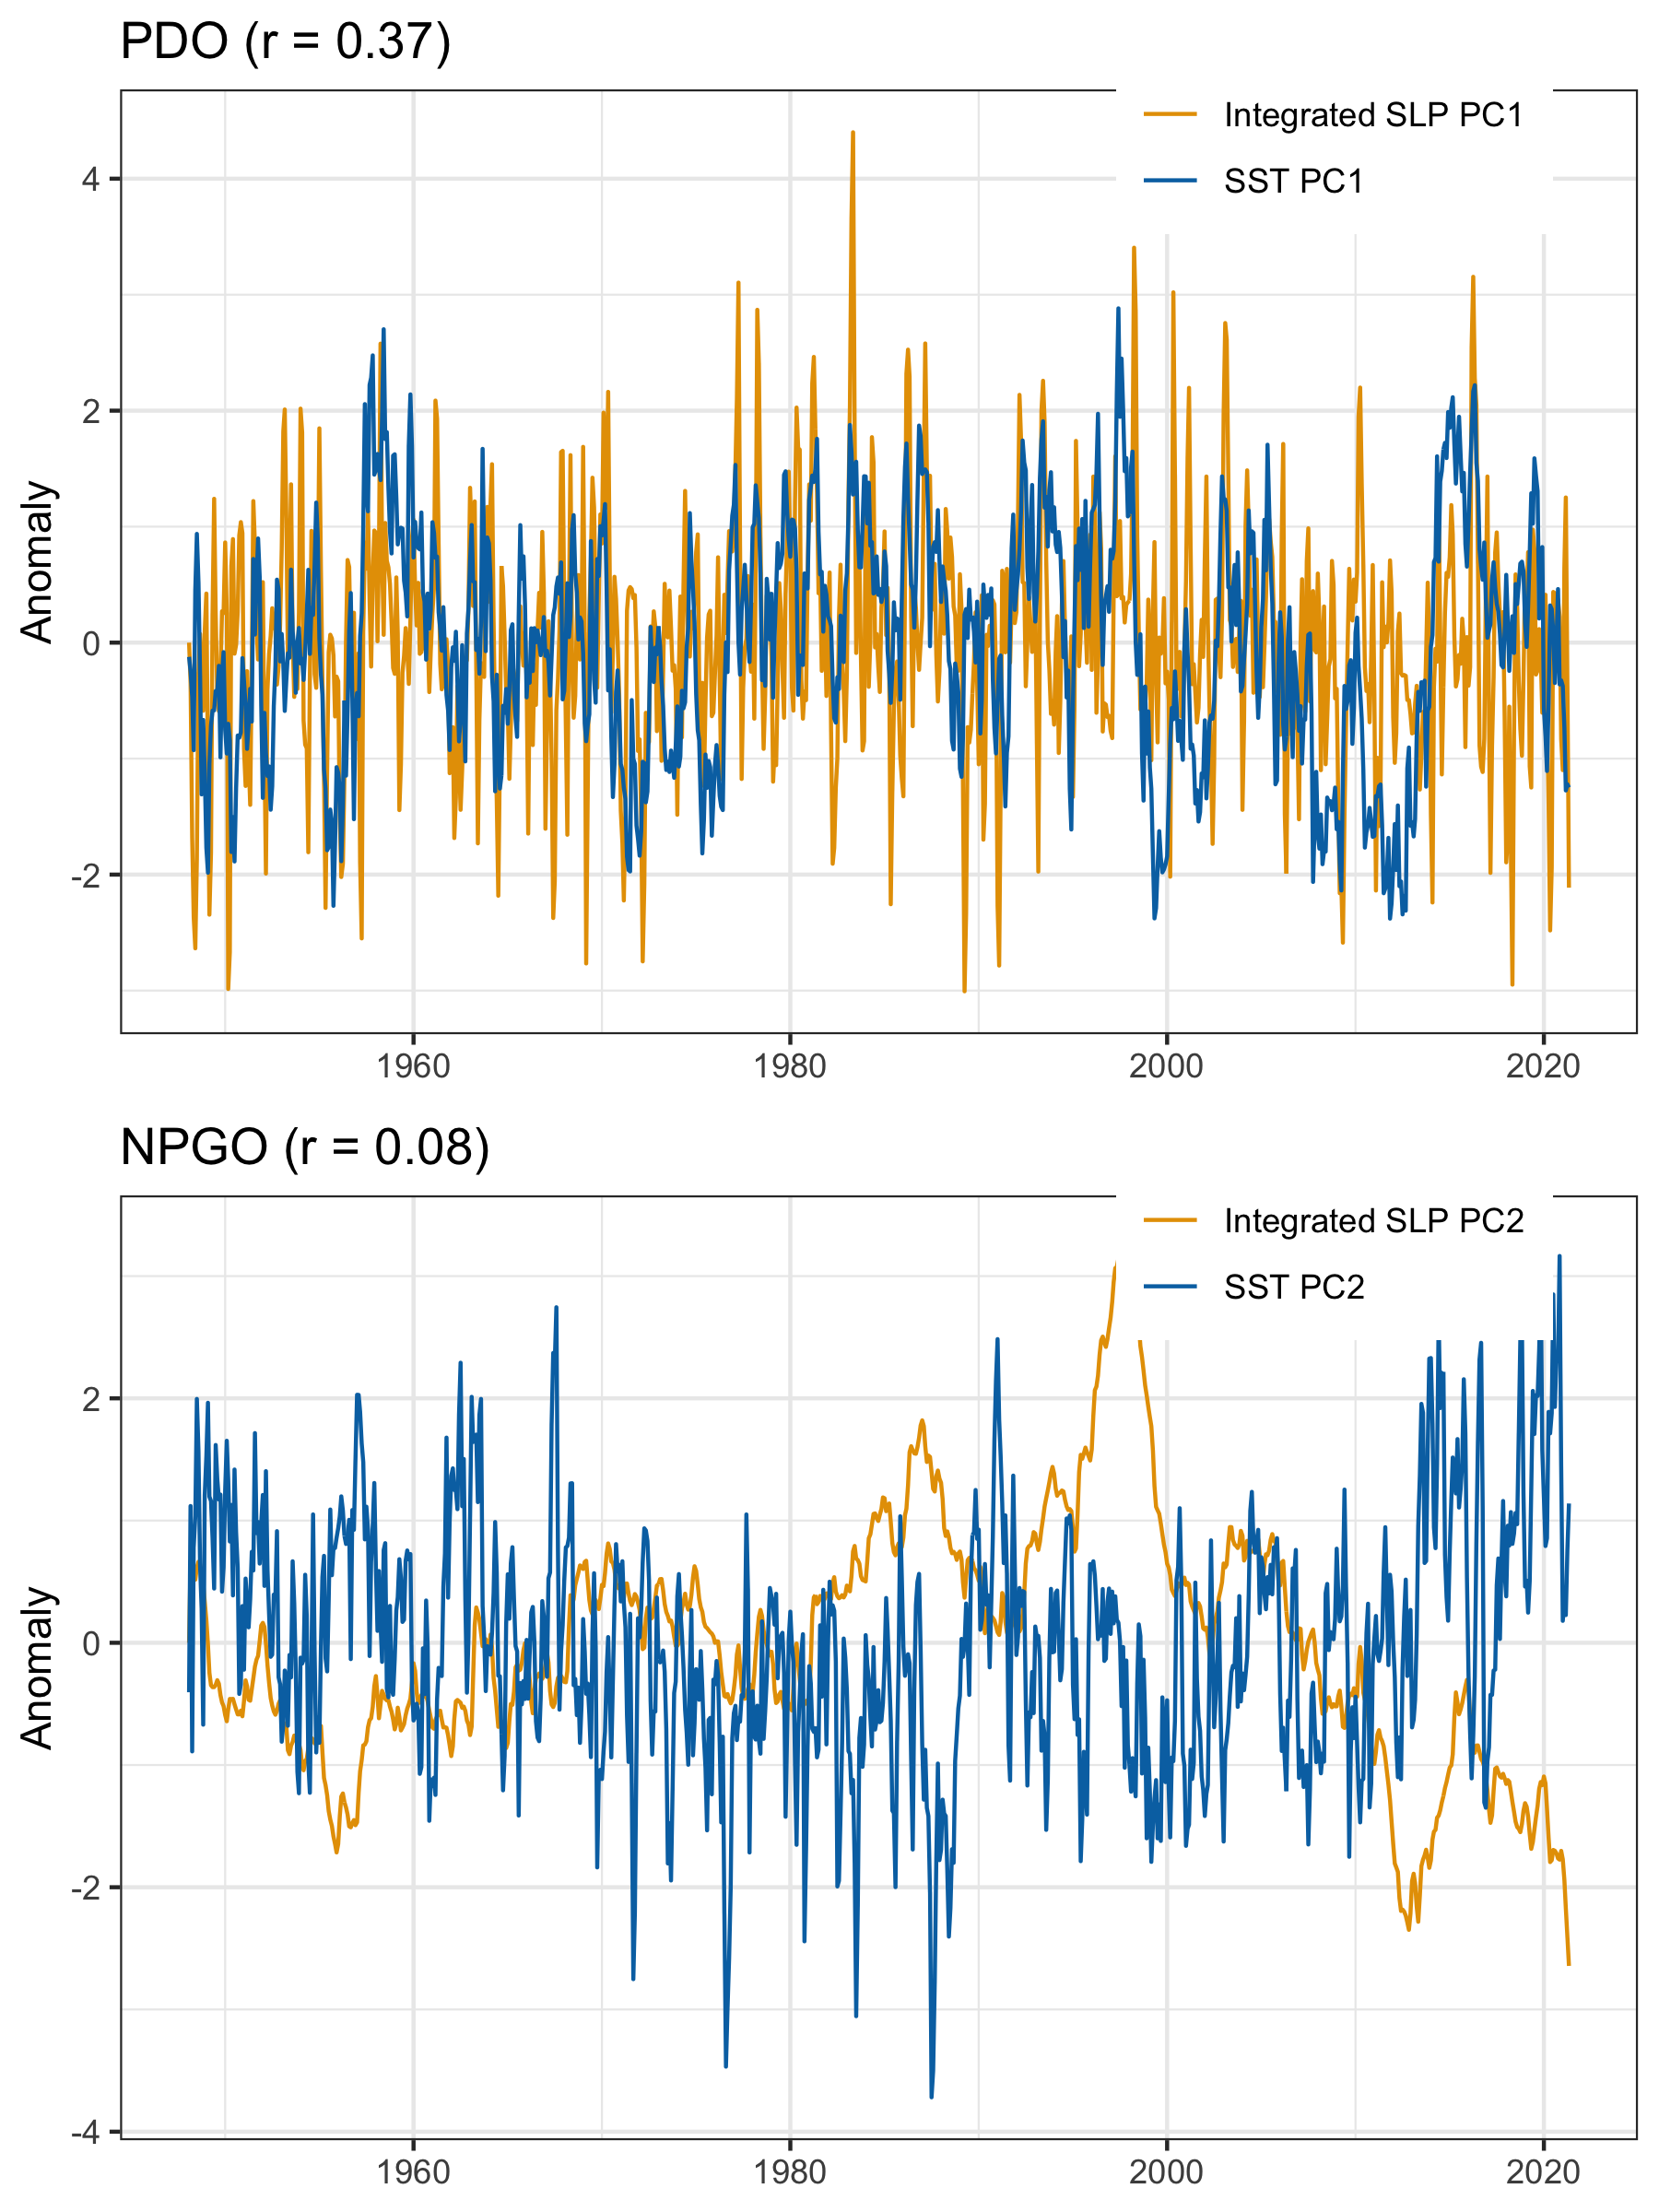 PDO (r = 0.37)
Integrated SLP PC1
SST PC1
Anomaly
4
2
0
-2
1960 1980 2000 2020
NPGO (r = 0.08)
Integrated SLP PC2
SST PC2
Anomaly
2
0
-2
-4
1960 1980 2000 2020